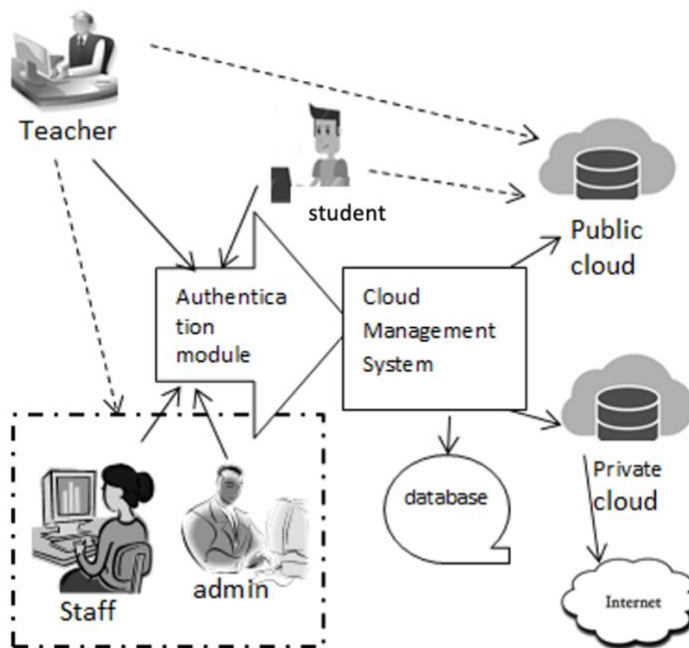 Teacher
student
Public
cloud
Authentica
tion
module
Cloud
Management
System
Private
cloud
database
Staff
admin
Internet